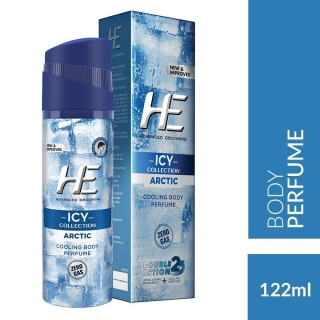 NEW &
IMPROVED
HE
ADVANCED GROOMING
ICY
COLLECTION
ARCTIC
COOLING BODY
PERFUME
ZERO
GAS
NEW &
IMPROVED
HE
ADVANCED GROOMING
-ICY-
COLLECTION
ARCTIC
COOLING BODY
PERFUME
ZERO
GAS
DOUBLE
ACTION
2
BODY
PERFUME
122ml